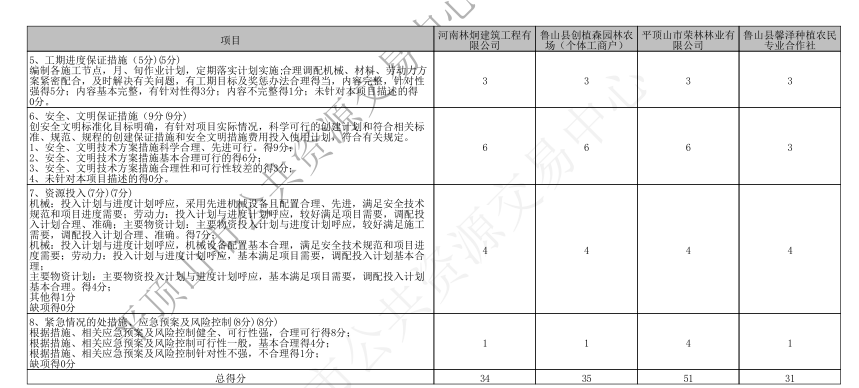 项目
河南林炯建筑工程有限公司
鲁山县创植森园林农场（个体工商户）
平顶山市荣林林业有限公司
鲁山县馨泽种植农民专业合作社
5、工期进度保证措施（5分）(5分)
编制各施工节点，月、旬作业计划，定期落实计划实施;合理调配机械、材料、劳动力方
案紧密配合，及时解决有关问题，有工期目标及奖惩办法合理得当，内容完整，针对性
强得5分；内容基本完整，有针对性得3分；内容不完整得1分；未针对本项目描述的得
0分。
3
3
3
3
6、安全、文明保证措施（9分）(9分)
创安全文明标准化目标明确，有针对项目实际情况，科学可行的创建计划和符合相关标
准、规范、规程的创建保证措施和安全文明措施费用投入使用计划，符合有关规定。
1、安全、文明技术方案措施科学合理、先进可行。得9分；
2、安全、文明技术方案措施基本合理可行的得6分；
3、安全、文明技术方案措施合理性和可行性较差的得3分；
4、未针对本项目描述的得0分。
6
6
6
3
7、资源投入(7分)(7分)
机械：投入计划与进度计划呼应，采用先进机械设备且配置合理、先进，满足安全技术
规范和项目进度需要；劳动力：投入计划与进度计划呼应，较好满足项目需要，调配投
入计划合理、准确；主要物资计划：主要物资投入计划与进度计划呼应，较好满足施工
需要，调配投入计划合理、准确。得7分；
机械：投入计划与进度计划呼应，机械设备配置基本合理，满足安全技术规范和项目进
度需要；劳动力：投入计划与进度计划呼应，基本满足项目需要，调配投入计划基本合
理；
主要物资计划：主要物资投入计划与进度计划呼应，基本满足项目需要，调配投入计划
基本合理。得4分；
其他得1分
缺项得0分
4
4
4
4
8、紧急情况的处措施、应急预案及风险控制(8分)(8分)
根据措施、相关应急预案及风险控制健全、可行性强，合理可行得8分；
根据措施、相关应急预案及风险控制可行性一般，基本合理得4分；
根据措施、相关应急预案及风险控制针对性不强，不合理得1分；
缺项得0分
1
1
4
1
总得分
34
35
51
31
平顶山市公共资源交易中心
市公共资源交易中心